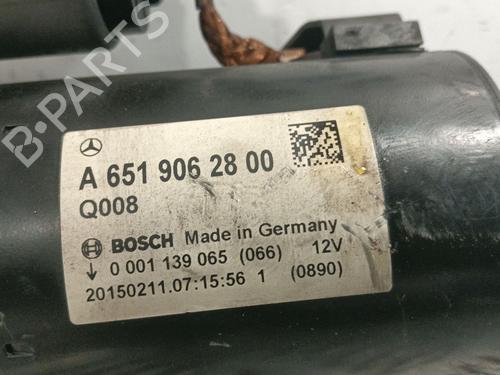 B-PARTS
A 651 906 28 00
Q008
BOSCH Made in Germany
0 001 139 065 (066) 12V
20150211.07:15:56 1 (0890)